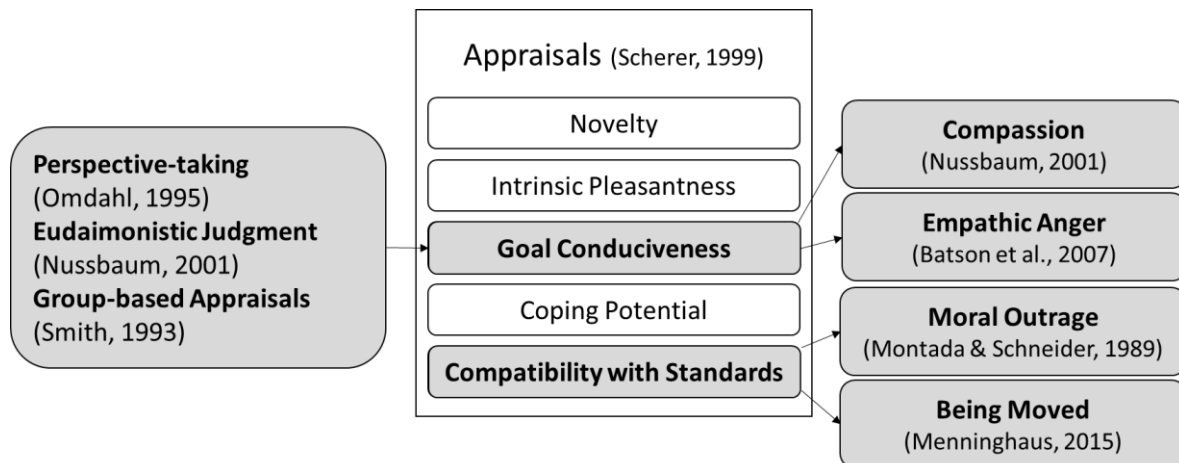 Perspective-taking
(Omdahl, 1995)
Eudaimonistic Judgment
(Nussbaum, 2001)
Group-based Appraisals
(Smith, 1993)
Appraisals (Scherer, 1999)
Novelty
Intrinsic Pleasantness
Goal Conduciveness
Coping Potential
Compatibility with Standards
Compassion
(Nussbaum, 2001)
Empathic Anger
(Batson et al., 2007)
Moral Outrage
(Montada & Schneider, 1989)
Being Moved
(Menninghaus, 2015)